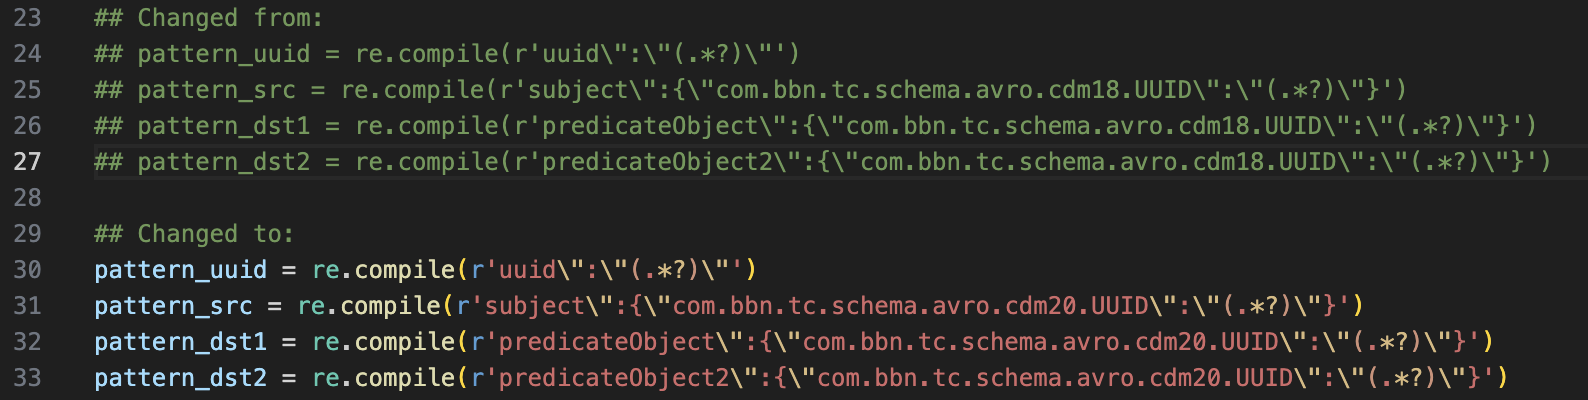 23 ## Changed from:
24 ## pattern_uuid = re.compile(r'uuid\":\"(.*?)\"')
25 ## pattern_src = re.compile(r'subject\":{\"com.bbn.tc.schema.avro.cdm18.UUID\":\"(.*?)\"}')
26 ## pattern_dst1 = re.compile(r'predicateObject\":{\"com.bbn.tc.schema.avro.cdm18.UUID\":\"(.*?)\"}')
27 ## pattern_dst2 = re.compile(r'predicateObject2\":{\"com.bbn.tc.schema.avro.cdm18.UUID\":\"(.*?)\"}')
28
29 ## Changed to:
30 pattern_uuid = re.compile(r'uuid\":\"(.*?)\"')
31 pattern_src = re.compile(r'subject\":{\"com.bbn.tc.schema.avro.cdm20.UUID\":\"(.*?)\"}')
32 pattern_dst1 = re.compile(r'predicateObject\":{\"com.bbn.tc.schema.avro.cdm20.UUID\":\"(.*?)\"}')
33 pattern_dst2 = re.compile(r'predicateObject2\":{\"com.bbn.tc.schema.avro.cdm20.UUID\":\"(.*?)\"}')